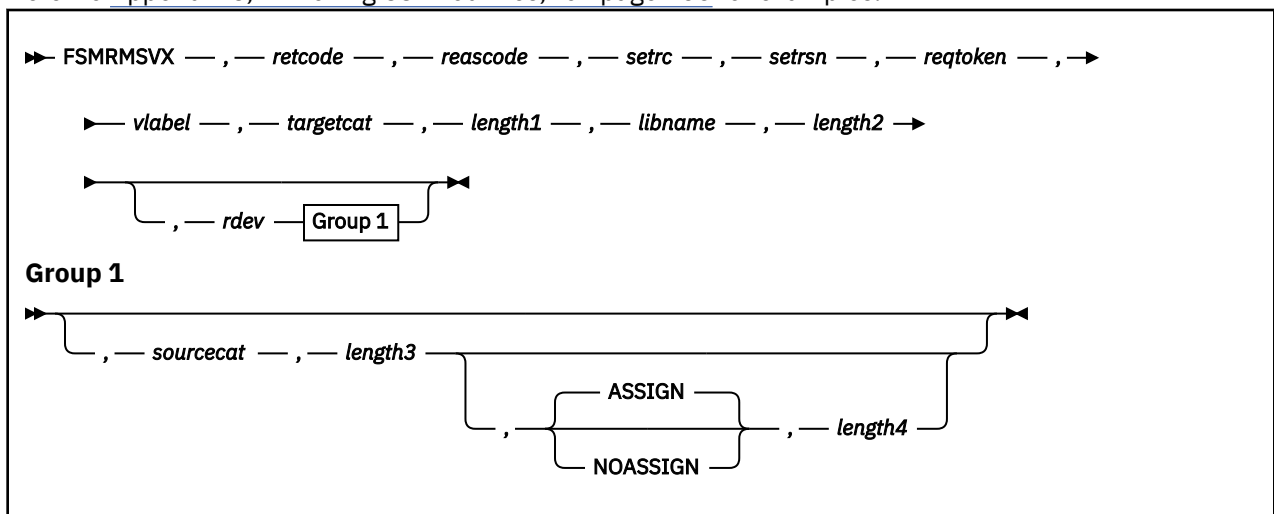 FSMRMSVX , retcode , reascode , setrc , setrsn , reqtoken ,
vlabel , targetcat , length1 , libname , length2
, rdev Group 1
Group 1
, sourcecat , length3
ASSIGN
, , length4
NOASSIGN